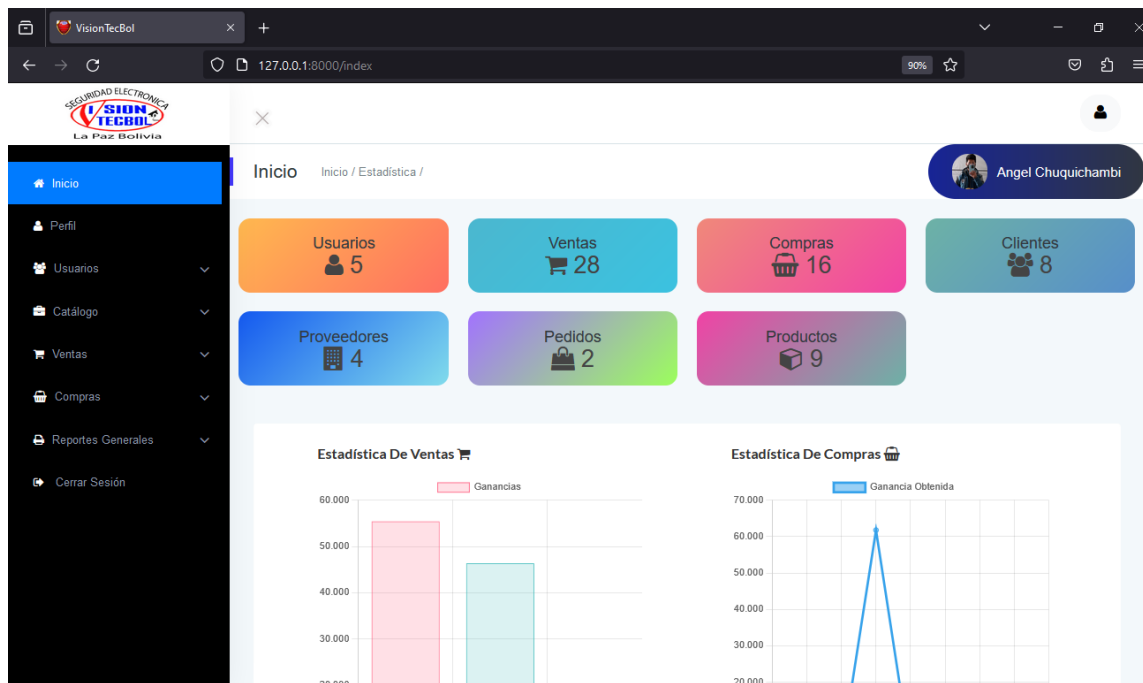 VisionTecBol
127.0.0.1:8000/index
90%
SEGURIDAD ELECTRONICA
VISION
TECBOL
La Paz Bolivia
Inicio
Inicio / Estadística /
Angel Chuquichambi
Inicio
Perfil
Usuarios
Catálogo
Ventas
Compras
Reportes Generales
Cerrar Sesión
Usuarios
5
Ventas
28
Compras
16
Clientes
8
Proveedores
4
Pedidos
2
Productos
9
Estadística De Ventas
Ganancias
60.000
50.000
40.000
30.000
20.000
Estadística De Compras
Ganancia Obtenida
70.000
60.000
50.000
40.000
30.000
20.000